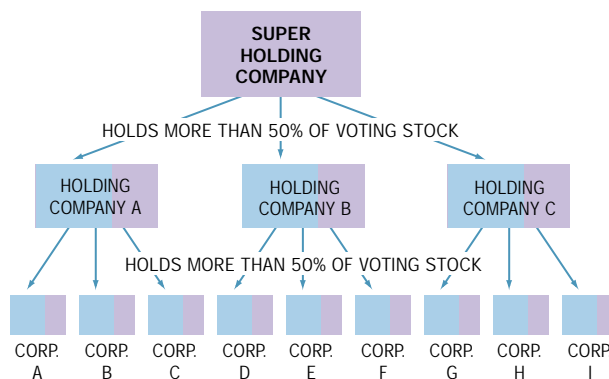 SUPER
HOLDING
COMPANY
HOLDS MORE THAN 50% OF VOTING STOCK
HOLDING
COMPANY A
HOLDING
COMPANY B
HOLDING
COMPANY C
HOLDS MORE THAN 50% OF VOTING STOCK
CORP.
A
CORP.
B
CORP.
C
CORP.
D
CORP.
E
CORP.
F
CORP.
G
CORP.
H
CORP.
I